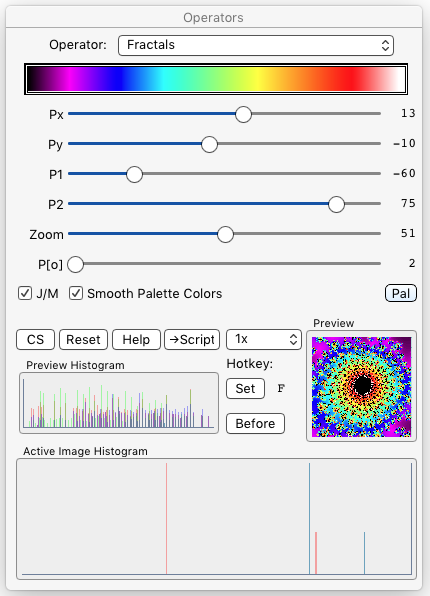 Operators
Operator: Fractals
Px 13
Py -10
P1 -60
P2 75
Zoom 51
P[o] 2
J/M Smooth Palette Colors Pal
CS Reset Help →Script 1x
Preview
Preview Histogram
Hotkey:
Set F
Before
Active Image Histogram